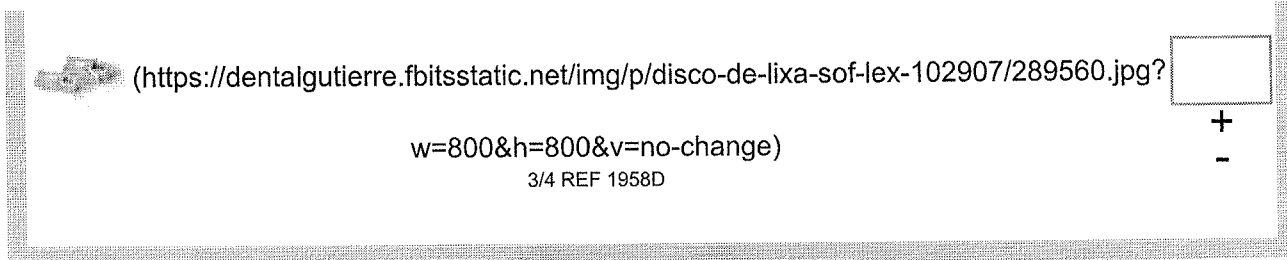 (https://dentalgutierre.fbitsstatic.net/img/p/disco-de-lixa-sof-lex-102907/289560.jpg?
+
w=800&h=800&v=no-change)
-
3/4 REF 1958D